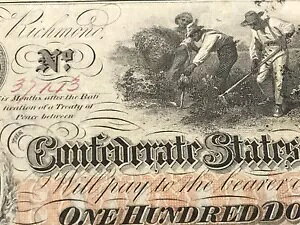 Richmond,
No
Six Months after the Rati
fication of a Treaty of
Peace between
Confederate States
Will pay to the bearer
ONE HUNDRED DO